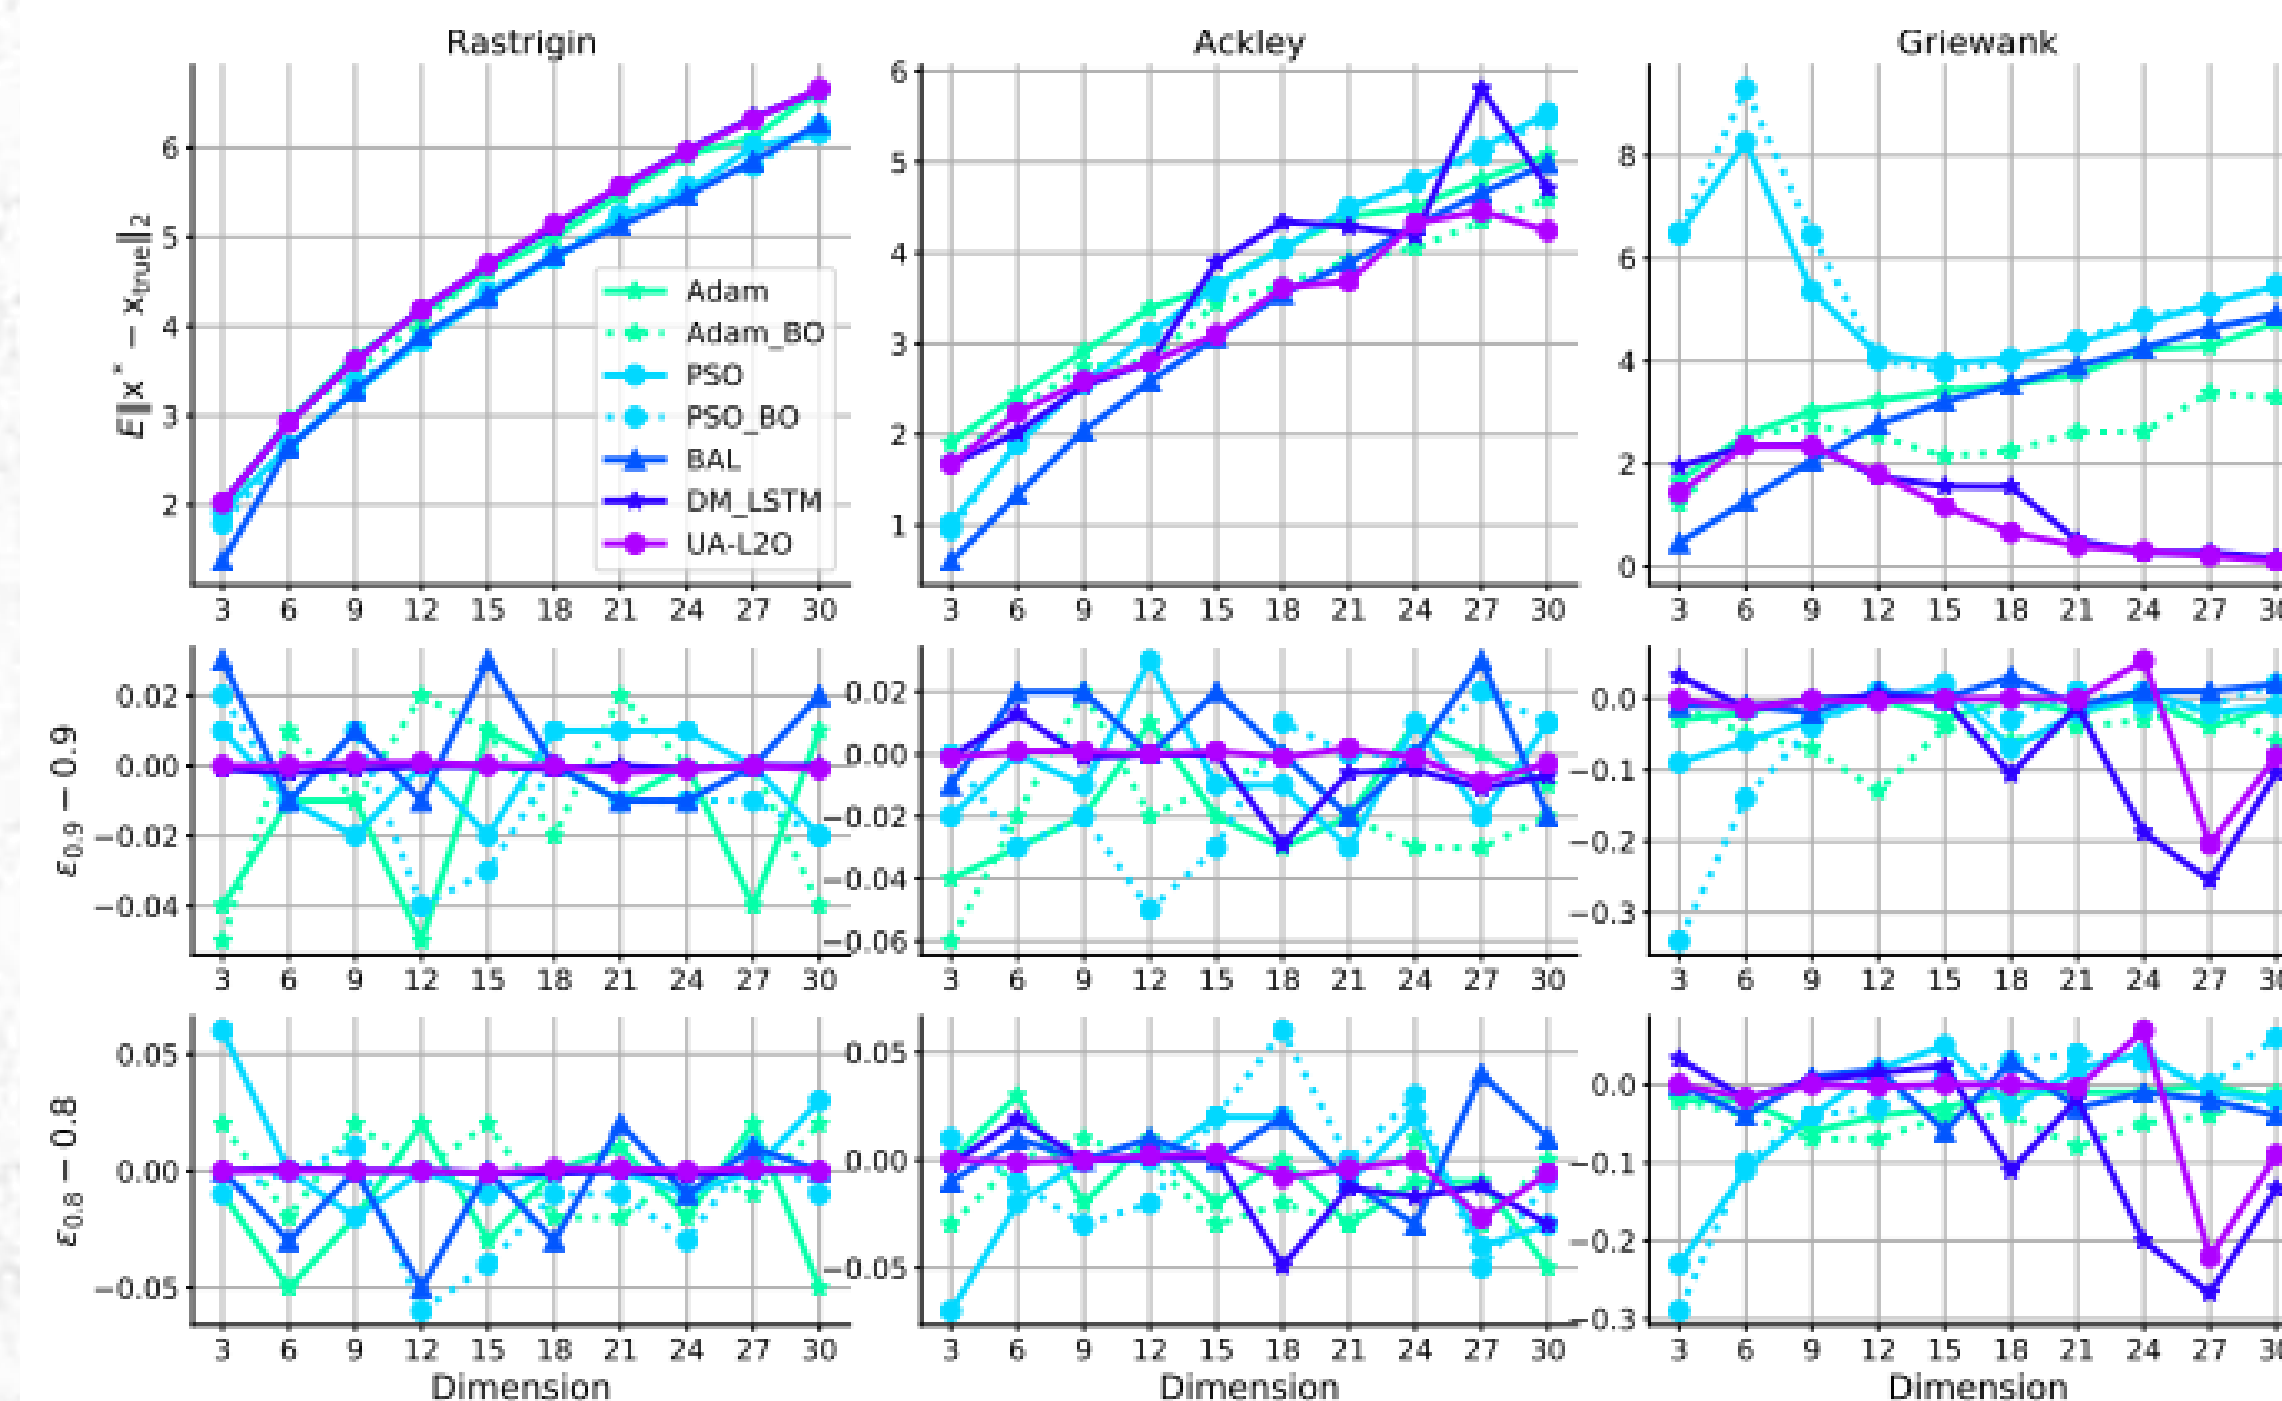 Rastrigin Ackley Griewank
E‖x* − x_true‖₂
6
5
4
3
2
3 6 9 12 15 18 21 24 27 30
Adam
Adam_BO
PSO
PSO_BO
BAL
DM_LSTM
UA-L2O
6
5
4
3
2
1
3 6 9 12 15 18 21 24 27 30
8
6
4
2
0
3 6 9 12 15 18 21 24 27 30
ε0.9 − 0.9
0.02
0.00
−0.02
−0.04
3 6 9 12 15 18 21 24 27 30
0.02
0.00
−0.02
−0.04
−0.06
3 6 9 12 15 18 21 24 27 30
0.0
−0.1
−0.2
−0.3
3 6 9 12 15 18 21 24 27 30
ε0.8 − 0.8
0.05
0.00
−0.05
3 6 9 12 15 18 21 24 27 30
Dimension
0.05
0.00
−0.05
3 6 9 12 15 18 21 24 27 30
Dimension
0.0
−0.1
−0.2
−0.3
3 6 9 12 15 18 21 24 27 30
Dimension